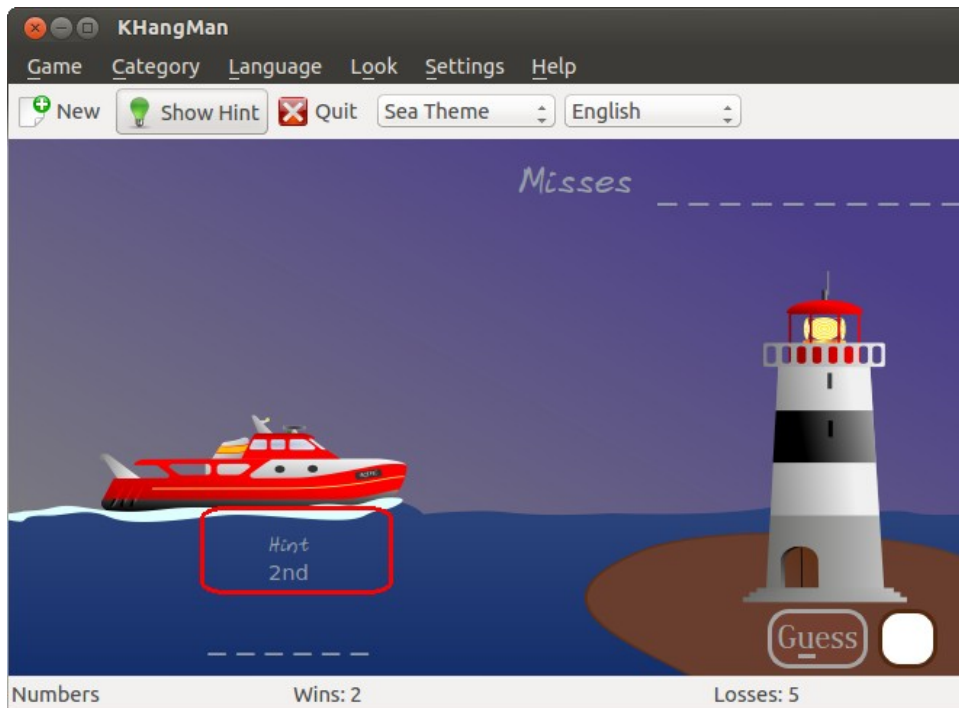 KHangMan
Game Category Language Look Settings Help
New Show Hint Quit Sea Theme English
Misses _ _ _ _ _ _ _ _ _ _
Hint
2nd
_ _ _ _ _ _
Guess
Numbers Wins: 2 Losses: 5